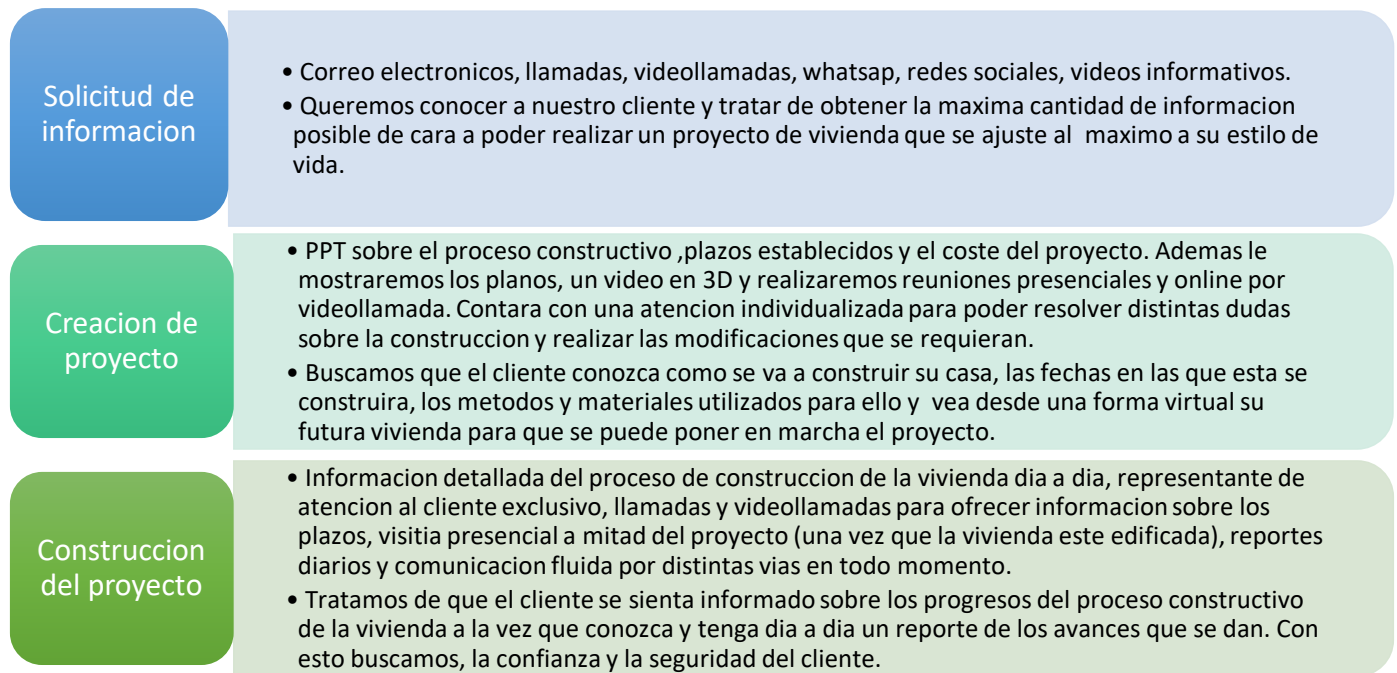 Solicitud de
informacion
• Correo electronicos, llamadas, videollamadas, whatsap, redes sociales, videos informativos.
• Queremos conocer a nuestro cliente y tratar de obtener la maxima cantidad de informacion
posible de cara a poder realizar un proyecto de vivienda que se ajuste al maximo a su estilo de
vida.
Creacion de
proyecto
• PPT sobre el proceso constructivo ,plazos establecidos y el coste del proyecto. Ademas le
mostraremos los planos, un video en 3D y realizaremos reuniones presenciales y online por
videollamada. Contara con una atencion individualizada para poder resolver distintas dudas
sobre la construccion y realizar las modificaciones que se requieran.
• Buscamos que el cliente conozca como se va a construir su casa, las fechas en las que esta se
construira, los metodos y materiales utilizados para ello y vea desde una forma virtual su
futura vivienda para que se puede poner en marcha el proyecto.
Construccion
del proyecto
• Informacion detallada del proceso de construccion de la vivienda dia a dia, representante de
atencion al cliente exclusivo, llamadas y videollamadas para ofrecer informacion sobre los
plazos, visitia presencial a mitad del proyecto (una vez que la vivienda este edificada), reportes
diarios y comunicacion fluida por distintas vias en todo momento.
• Tratamos de que el cliente se sienta informado sobre los progresos del proceso constructivo
de la vivienda a la vez que conozca y tenga dia a dia un reporte de los avances que se dan. Con
esto buscamos, la confianza y la seguridad del cliente.